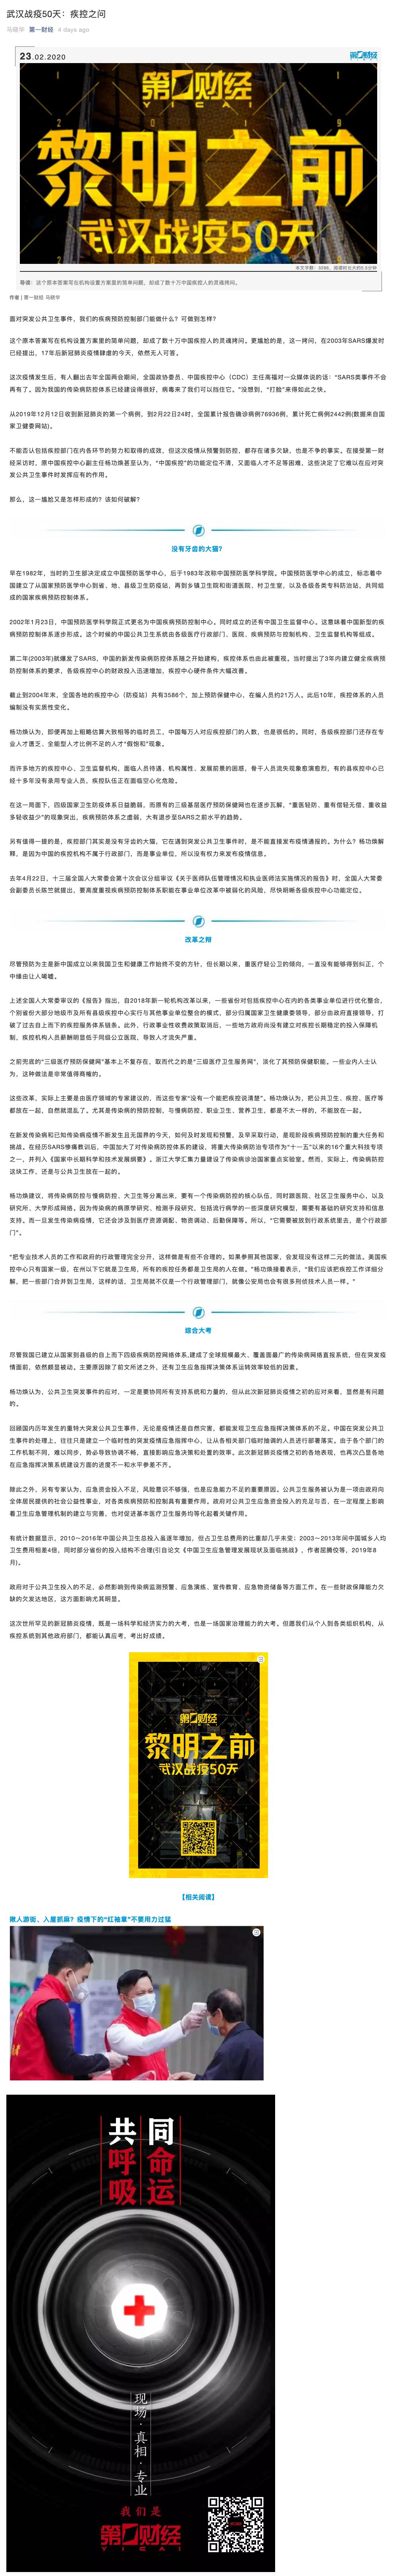 武汉战疫50天：疾控之问
马晓华 第一财经 4 days ago
23.02.2020
第一财经
YICAI
第一财经
YICAI
黎明之前
武汉战疫50天
导语：这个原本答案写在机构设置方案里的简单问题，却成了数十万中国疾控人的灵魂拷问。
作者 | 第一财经 马晓华
面对突发公共卫生事件，我们的疾病预防控制部门能做什么？可做到怎样？
这个原本答案写在机构设置方案里的简单问题，却成了数十万中国疾控人的灵魂拷问。更尴尬的是，这一拷问，在2003年SARS爆发时
已经提出，17年后新冠肺炎疫情肆虐的今天，依然无人可答。
这次疫情发生后，有人翻出去年全国两会期间，全国政协委员、中国疾控中心（CDC）主任高福对一众媒体说的话：“SARS类事件不会
再有了，因为我国的传染病防控体系已经建设得很好，病毒来了我们可以挡住它。”没想到，“打脸”来得如此之快。
从2019年12月12日收到新冠肺炎的第一个病例，到2月22日24时，全国累计报告确诊病例76936例，累计死亡病例2442例(数据来自国
家卫健委网站)。
不能否认包括疾控部门在内各环节的努力和取得的成效，但这次疫情从预警到防控，都存在诸多欠缺，也是不争的事实。在接受第一财
经采访时，原中国疾控中心副主任杨功焕甚至认为，“中国疾控”的功能定位不清，又面临人才不足等困难，这些决定了它难以在应对突
发公共卫生事件时发挥应有的作用。
那么，这一尴尬又是怎样形成的？该如何破解？
没有牙齿的大猫？
早在1982年，当时的卫生部决定成立中国预防医学中心，后于1983年改称中国预防医学科学院。中国预防医学中心的成立，标志着中
国建立了从国家预防医学中心到省、地、县级卫生防疫站，再到乡镇卫生院和街道医院、村卫生室，以及各级各类专科防治站，共同组
成的国家疾病预防控制体系。
2002年1月23日，中国预防医学科学院正式更名为中国疾病预防控制中心。同时成立的还有中国卫生监督中心。这意味着中国新型的疾
病预防控制体系逐步形成。这个时候的中国公共卫生系统由各级医疗行政部门、医院、疾病预防与控制机构、卫生监督机构等组成。
第二年(2003年)就爆发了SARS，中国的新发传染病防控体系随之开始建构，疾控体系也由此被重视。当时提出了3年内建立健全疾病预
防控制体系的要求，各级疾控中心的财政投入迅速增加，疾控中心硬件条件大幅改善。
截止到2004年末，全国各地的疾控中心（防疫站）共有3586个，加上预防保健中心，在编人员约21万人。此后10年，疾控体系的人员
编制没有实质性变化。
杨功焕认为，即便再加上粗略估算大致相等的临时员工，中国每万人对应疾控部门的人数，也是很低的。同时，各级疾控部门还存在专
业人才匮乏，全能型人才比例不足的人才“假饱和”现象。
而许多地方的疾控中心、卫生监督机构，面临人员待遇、机构属性、发展前景的困惑，骨干人员流失现象愈演愈烈，有的县疾控中心已
经十多年没有录用专业人员，疾控队伍正在面临空心化危险。
在这一局面下，四级国家卫生防疫体系日益脆弱，而原有的三级基层医疗预防保健网也在逐步瓦解，“重医轻防、重有偿轻无偿、重收益
多轻收益少”的现象突出，疾病预防体系之虚弱，大有退步至SARS之前水平的趋势。
另有值得一提的是，疾控部门其实是没有牙齿的大猫，它在遇到突发公共卫生事件时，是不能直接发布疫情通报的。为什么？杨功焕解
释，是因为中国的疾控机构不属于行政部门，而是事业单位，所以没有权力来发布疫情信息。
去年4月22日，十三届全国人大常委会第十次会议分组审议《关于医师队伍管理情况和执业医师法实施情况的报告》时，全国人大常委
会副委员长陈竺就提出，要高度重视疾病预防控制体系职能在事业单位改革中被弱化的风险，尽快明晰各级疾控中心功能定位。
改革之辩
尽管预防为主是新中国成立以来我国卫生和健康工作始终不变的方针，但长期以来，重医疗轻公卫的倾向，一直没有能够得到纠正，个
中缘由让人唏嘘。
上述全国人大常委审议的《报告》指出，自2018年新一轮机构改革以来，一些省份对包括疾控中心在内的各类事业单位进行优化整合，
个别省份大部分地级市及所有县级疾控中心实行与其他事业单位整合的模式，部分归属国家卫生健康委领导，部分由政府直接领导，打
破了过去自上而下的疾控服务体系链条。此外，行政事业性收费政策取消后，一些地方政府尚没有建立对疾控长期稳定的投入保障机
制，疾控机构人员薪酬明显低于同级公立医院，导致人才流失严重。
之前兜底的“三级医疗预防保健网”基本上不复存在，取而代之的是“三级医疗卫生服务网”，淡化了其预防保健职能。一些业内人士认
为，这种做法是非常值得商榷的。
这些改革，实际上主要是由医疗领域的专家建议的，而这些专家“没有一个能把疾控说清楚”。杨功焕认为，把公共卫生、疾控、医疗等
都放在一起，自然就混乱了。尤其是传染病的预防控制，与慢病防控、职业卫生、营养卫生，都是不太一样的，不能放在一起。
在新发传染病和已知传染病疫情不断发生且无国界的今天，如何及时发现和预警，及早采取行动，是现阶段疾病预防控制的重大任务和
挑战。在经历SARS惨痛教训后，中国加大了对传染病防控体系的建设，将重大传染病防治专项作为“十一五”以来的16个重大科技专项
之一，并列入《国家中长期科学和技术发展纲要》。浙江大学汇集力量建设了传染病诊治国家重点实验室。然而，实际上，传染病防控
这块工作，还是与公共卫生放在一起的。
杨功焕建议，将传染病防控与慢病防控、大卫生等分离出来，要有一个传染病防控的核心队伍，同时跟医院、社区卫生服务中心，以及
研究所、大学形成网络。因为传染病的病原学研究、检测手段研究，包括流行病学的一些深度研究模型，需要有基础的研究支持和信息
支持。而一旦发生传染病疫情，它还会涉及到医疗资源调配、物资调动、后勤保障等。所以，“它需要被放到行政系统里去，是个行政部
门”。
“把专业技术人员的工作和政府的行政管理完全分开，这样做是有些不合理的。如果参照其他国家，会发现没有这样二元的做法。美国疾
控中心只有国家一级，在州以下它就是卫生局，所有的疾控任务都是卫生局的人在做。”杨功焕接着表示，“我们应该把疾控工作详细分
解，把一些部门合并到卫生局，这样的话，卫生局就不仅是一个行政管理部门，就像公安局也会有很多刑侦技术人员一样。”
综合大考
尽管我国已建立从国家到县级的自上而下四级疾病防控网络体系,建成了全球规模最大、覆盖面最广的传染病网络直报系统，但在突发疫
情面前，依然颇显被动。主要原因除了前文所述之外，还有卫生应急指挥决策体系运转效率较低的因素。
杨功焕认为，公共卫生突发事件的应对，一定是要协同所有支持系统和力量的，但从此次新冠肺炎疫情之初的应对来看，显然是有问题
的。
回顾国内历年发生的重特大突发公共卫生事件，无论是疫情还是自然灾害，都能发现卫生应急指挥决策体系的不足。中国在突发公共卫
生事件的处理上，往往只是建立一个临时性的突发疫情应急指挥中心，让从各相关部门临时抽调的人员进行部署落实。由于各个部门的
工作机制不同，难以同步，势必导致协调不畅，直接影响应急决策和处置的效率。此次新冠肺炎疫情之初的各地表现，也再次凸显各地
在应急指挥决策系统建设方面的进度不一和水平参差不齐。
除此之外，另有专家认为，应急资金投入不足，风险意识不够强，也是应急能力不足的重要原因。公共卫生服务被认为是一项由政府向
全体居民提供的社会公益性事业，对各类疾病预防和控制具有重要作用。政府对公共卫生应急资金投入的充足与否，在一定程度上影响
着卫生应急管理机制的建立与完善，也对促进基本医疗卫生服务均等化起着关键作用。
有统计数据显示，2010～2016年中国公共卫生总投入虽逐年增加，但占卫生总费用的比重却几乎未变；2003～2013年间中国城乡人均
卫生费用相差4倍，同时部分省份的投入结构不合理(引自论文《中国卫生应急管理发展现状及面临挑战》，作者屈腾佼等，2019年8
月)。
政府对于公共卫生投入的不足，必然影响到传染病监测预警、应急演练、宣传教育、应急物资储备等方面工作。在一些财政保障能力欠
缺的欠发达地区，这方面影响尤其明显。
这次世所罕见的新冠肺炎疫情，既是一场科学和经济实力的大考，也是一场国家治理能力的大考。但愿我们从个人到各类组织机构，从
疾控系统到其他政府部门，都能认真应考，考出好成绩。
第一财经
YICAI
黎明之前
武汉战疫50天
【相关阅读】
揪人游街、入屋抓麻？疫情下的“红袖章”不要用力过猛
共同
呼命
吸运
现场·真相·专业
我们是
第一财经
YICAI